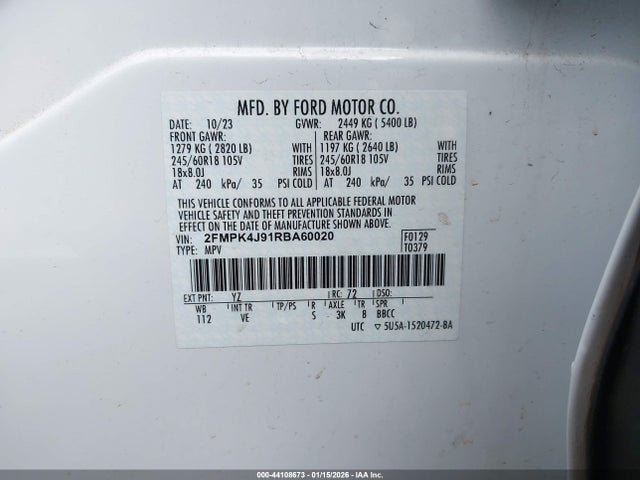 MFD. BY FORD MOTOR CO.
DATE: 10/23 GVWR: 2449 KG ( 5400 LB)
FRONT GAWR: REAR GAWR:
1279 KG ( 2820 LB) WITH 1197 KG ( 2640 LB) WITH
245/60R18 105V TIRES 245/60R18 105V TIRES
18x8.0J RIMS 18x8.0J RIMS
AT 240 kPa/ 35 PSI COLD AT 240 kPa/ 35 PSI COLD
THIS VEHICLE CONFORMS TO ALL APPLICABLE FEDERAL MOTOR
VEHICLE SAFETY AND THEFT PREVENTION STANDARDS IN
EFFECT ON THE DATE OF MANUFACTURE SHOWN ABOVE.
VIN: 2FMPK4J91RBA60020 F0129
TYPE: MPV T0379
EXT PNT: YZ RC: 72 DSO:
WB INT TR TP/PS R AXLE TR SPR
112 VE S 3K B BBCC
UTC ▽ 5U5A-1520472-BA
000-44108673 - 01/15/2026 - IAA Inc.